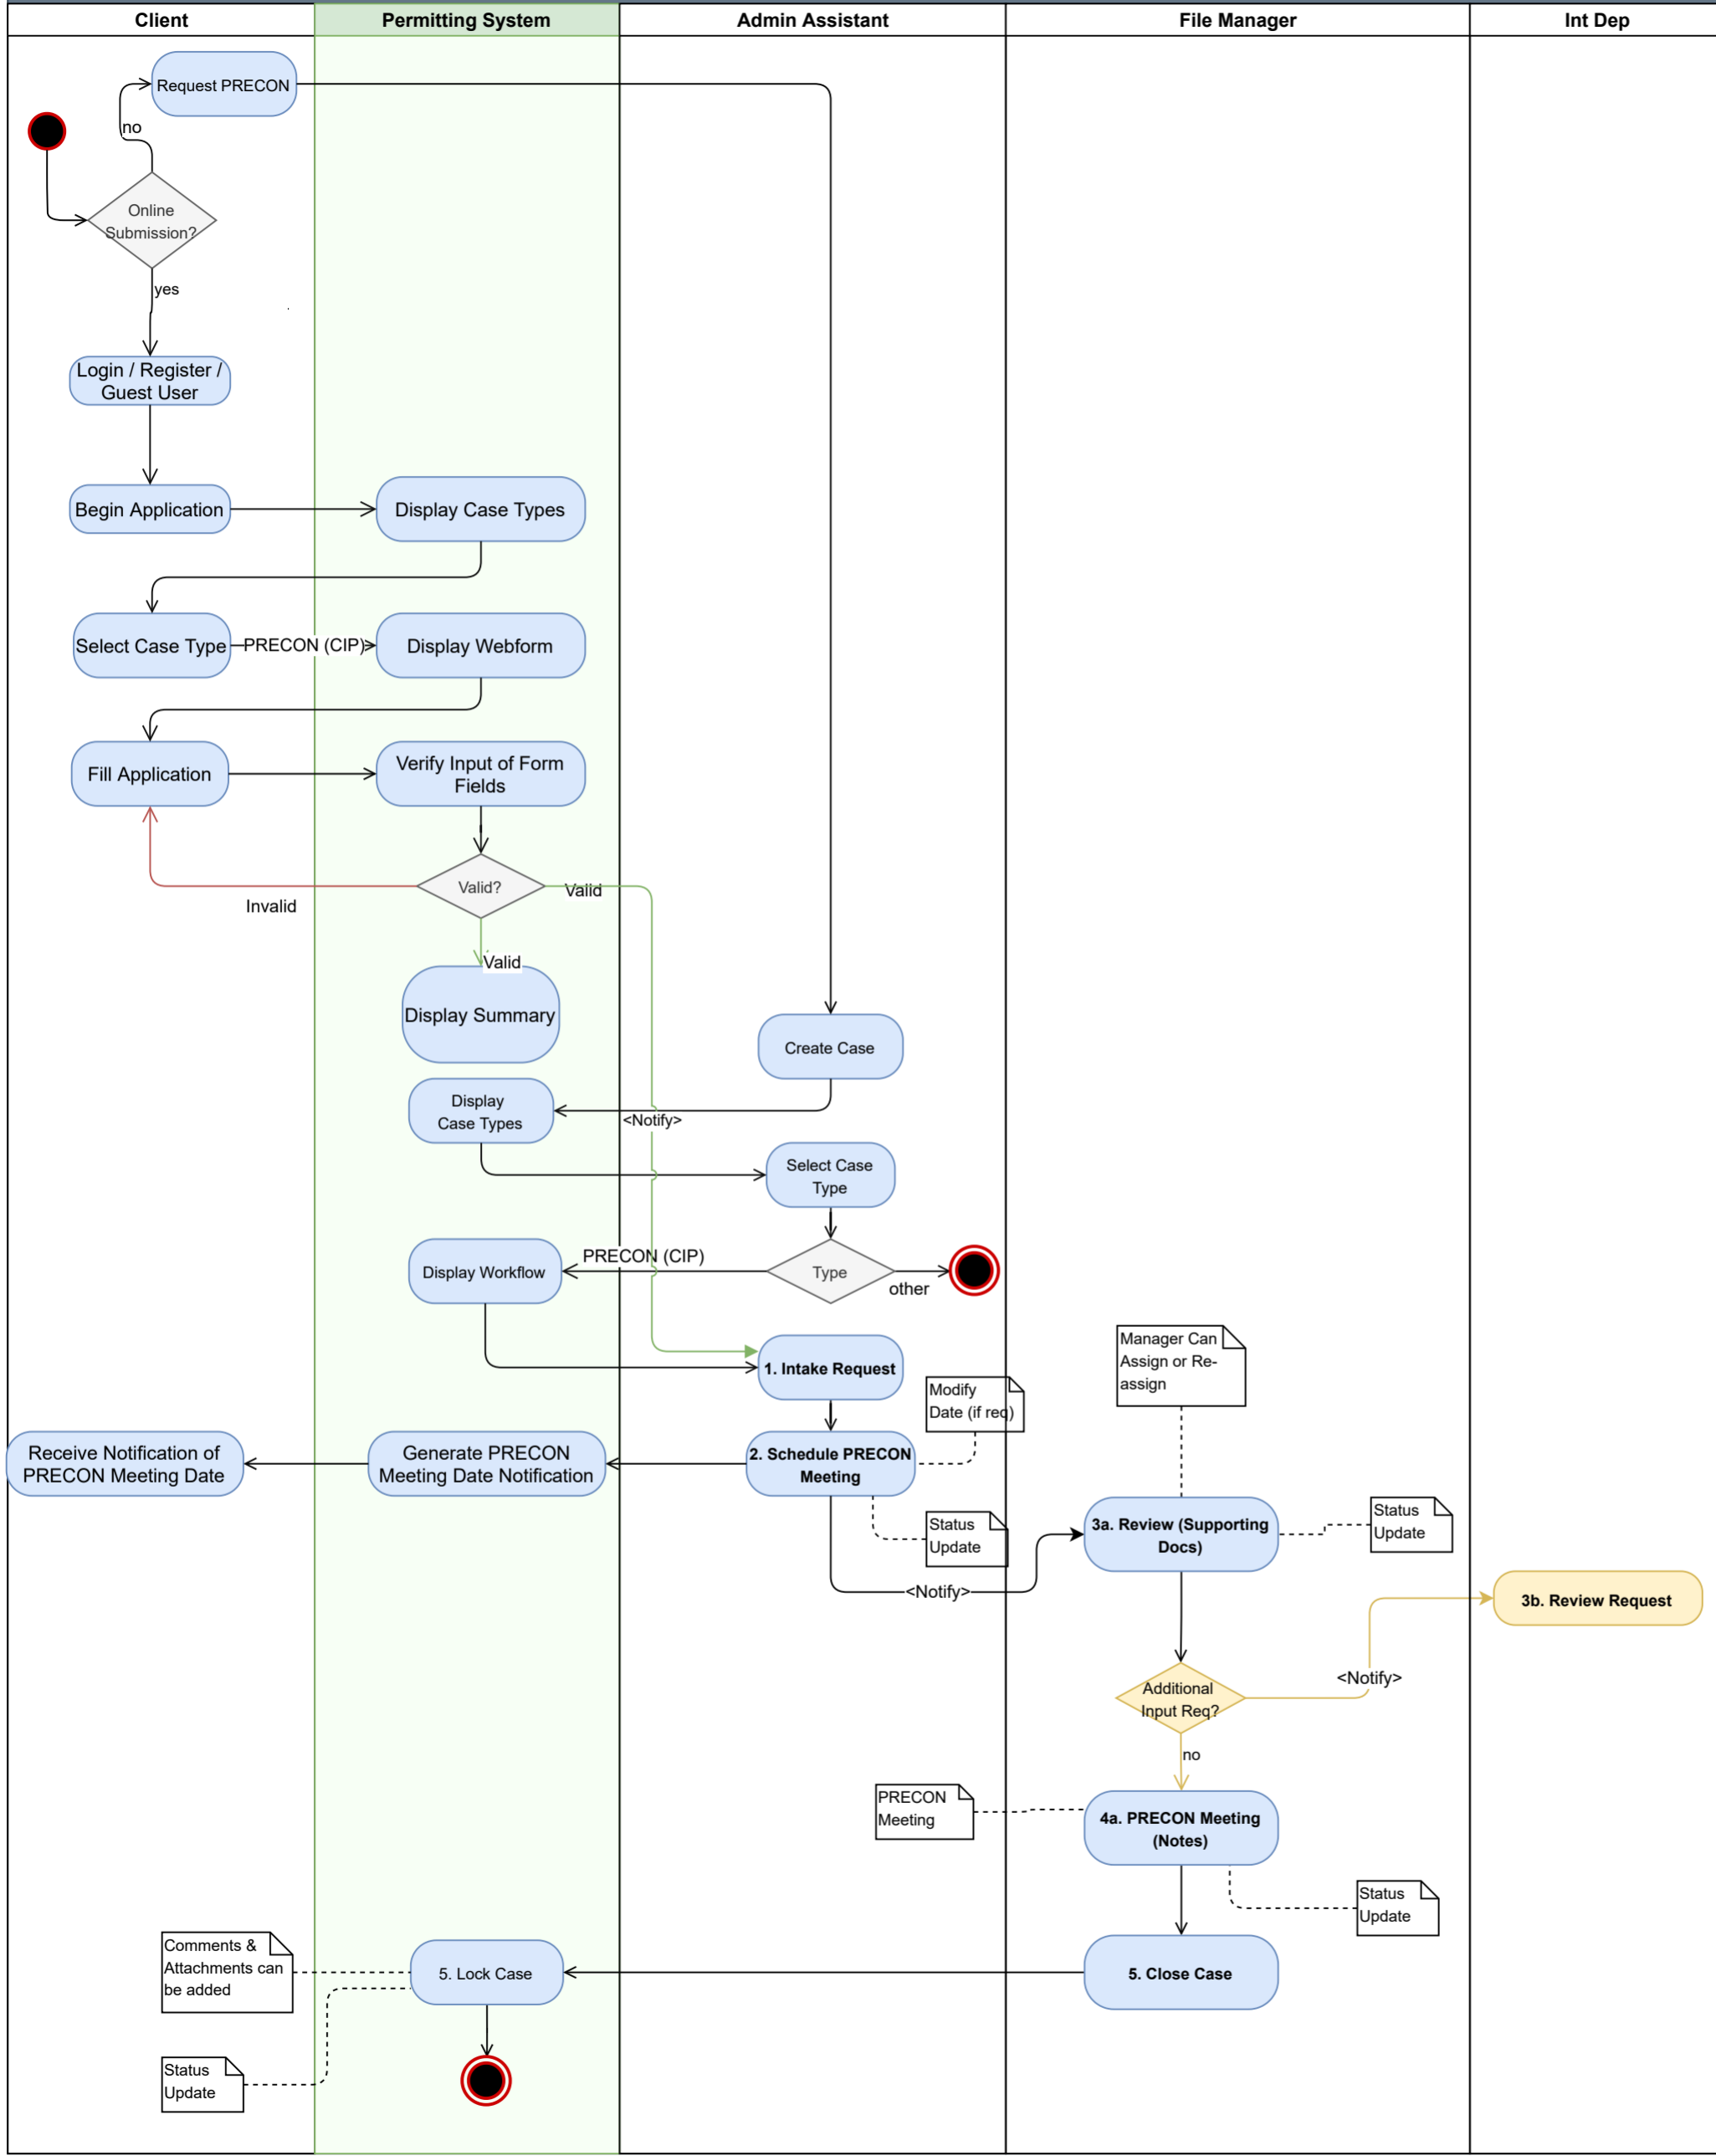 Client
Permitting System
Admin Assistant
File Manager
Int Dep
Request PRECON
no
Online
Submission?
yes
Login / Register /
Guest User
Begin Application
Display Case Types
Select Case Type
PRECON (CIP)
Display Webform
Fill Application
Verify Input of Form
Fields
Valid?
Valid
Invalid
Valid
Display Summary
Create Case
Display
Case Types
<Notify>
Select Case
Type
PRECON (CIP)
Display Workflow
Type
other
Manager Can
Assign or Re-
assign
1. Intake Request
Modify
Date (if req)
Receive Notification of
PRECON Meeting Date
Generate PRECON
Meeting Date Notification
2. Schedule PRECON
Meeting
Status
Update
3a. Review (Supporting
Docs)
Status
Update
<Notify>
3b. Review Request
<Notify>
Additional
Input Req?
no
PRECON
Meeting
4a. PRECON Meeting
(Notes)
Status
Update
Comments &
Attachments can
be added
5. Lock Case
5. Close Case
Status
Update